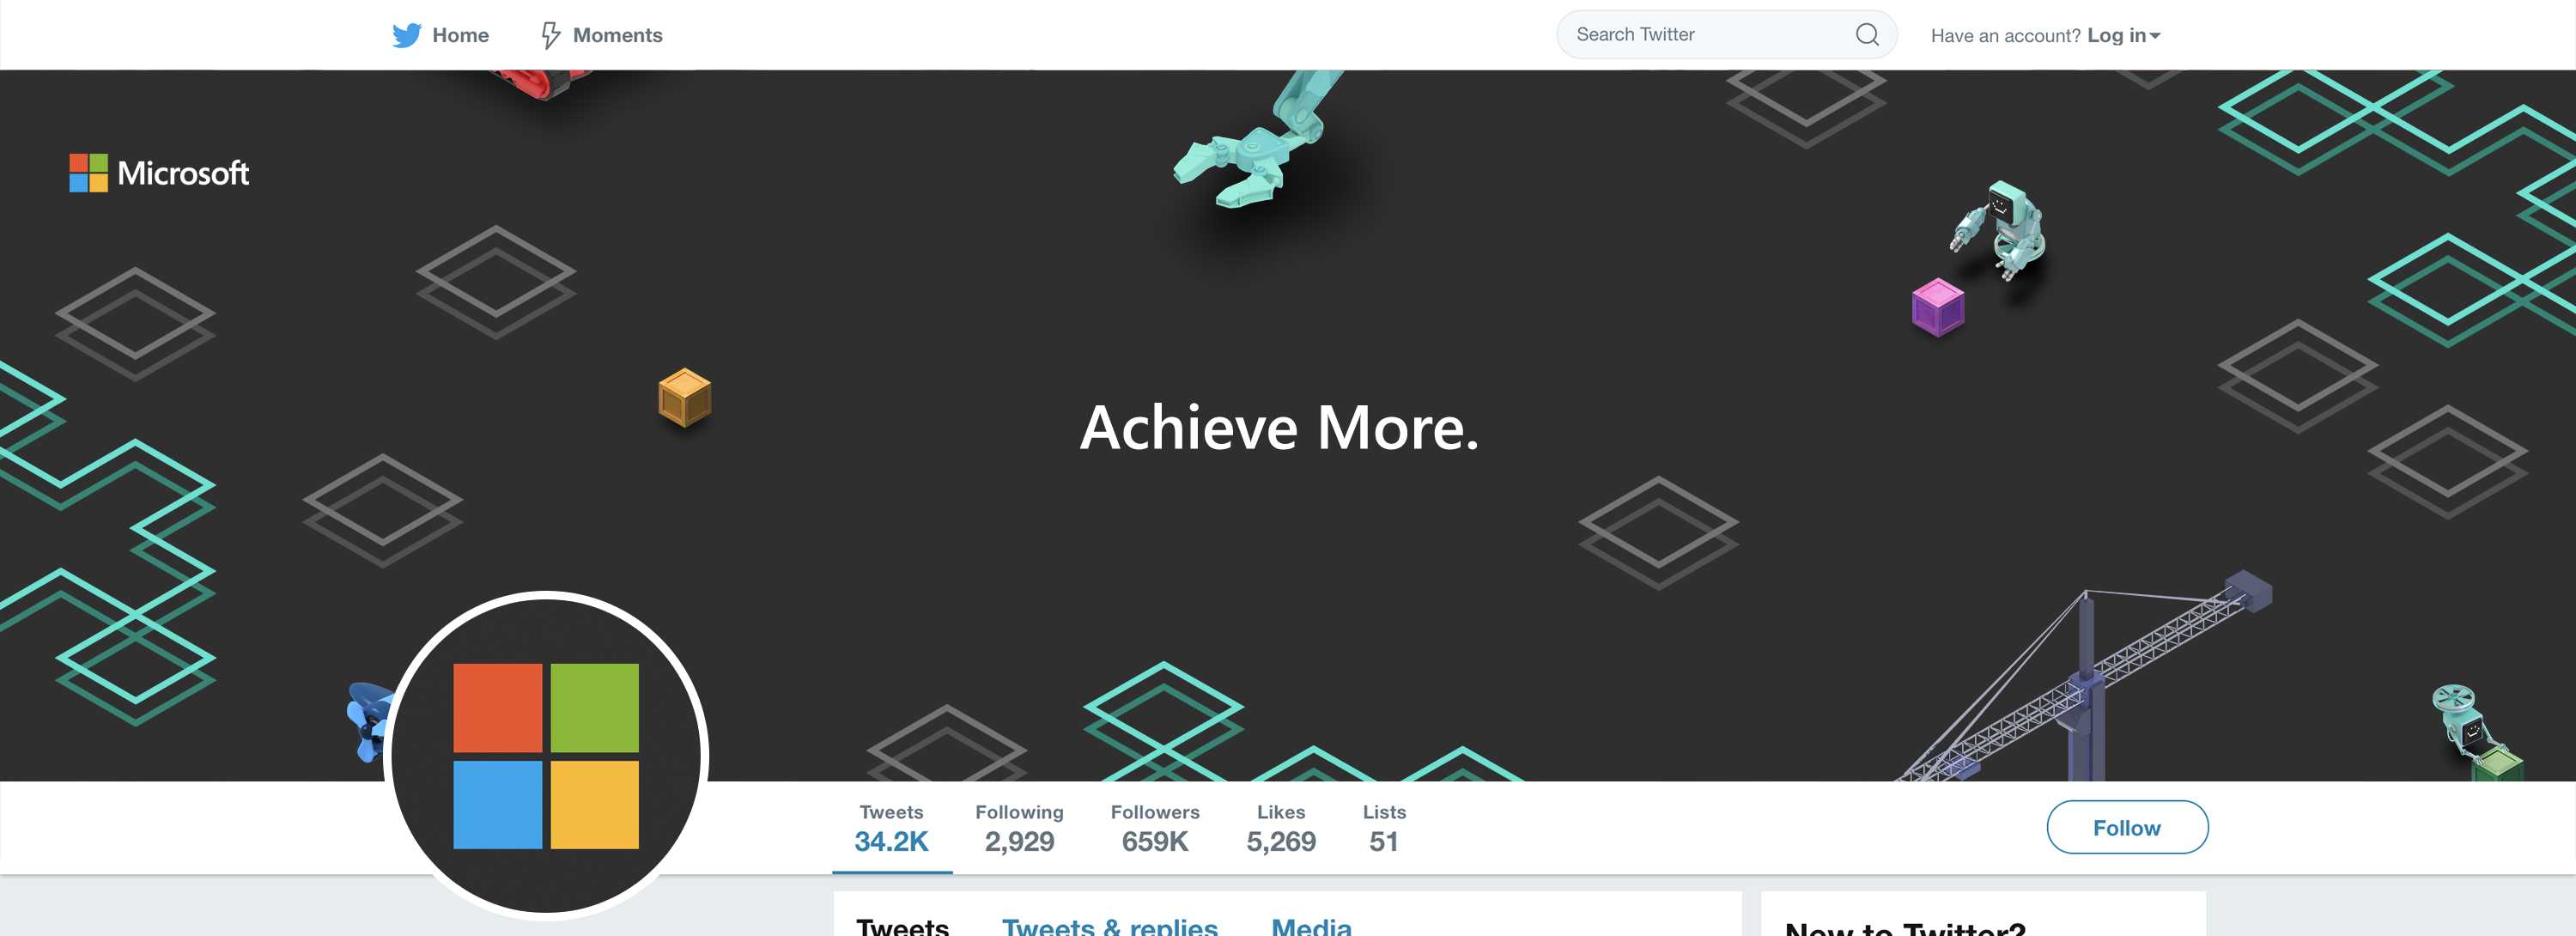 Home
Moments
Search Twitter
Have an account? Log in
Microsoft
Achieve More.
Tweets
34.2K
Following
2,929
Followers
659K
Likes
5,269
Lists
51
Follow
Tweets
Tweets & replies
Media
New to Twitter?